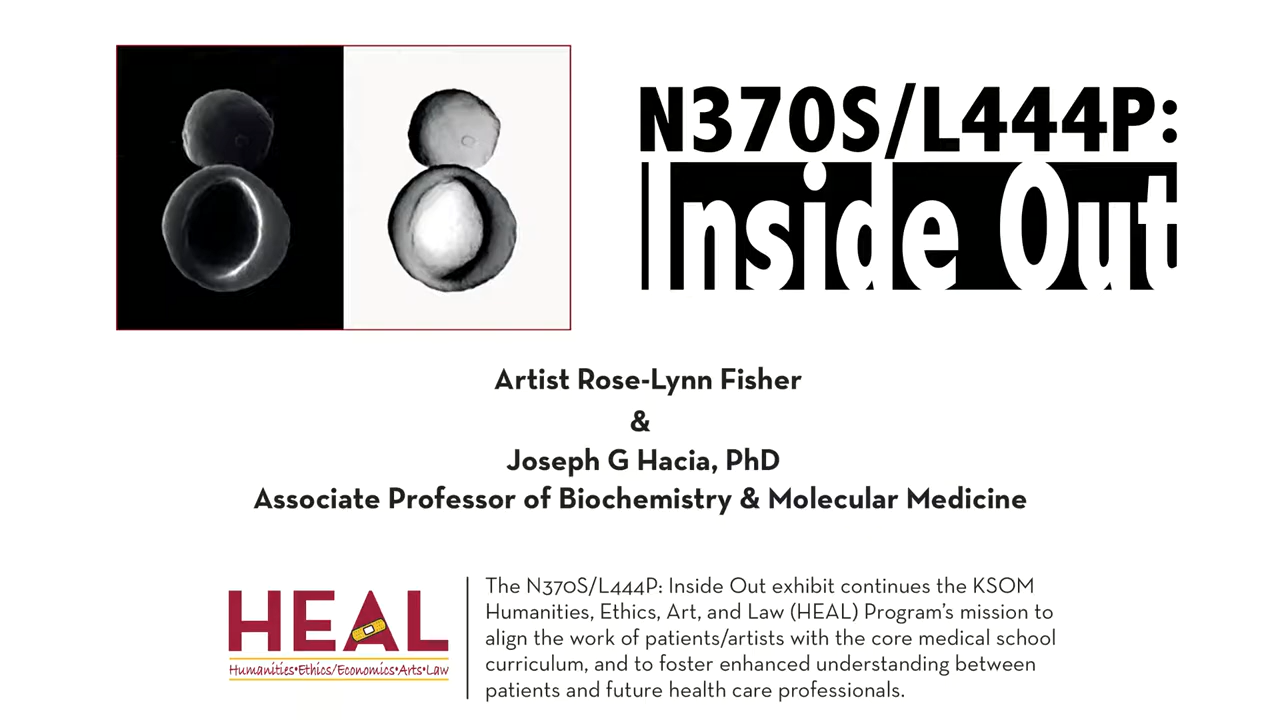 N370S/L444P:
Inside Out
Artist Rose-Lynn Fisher
&
Joseph G Hacia, PhD
Associate Professor of Biochemistry & Molecular Medicine
HEAL
Humanities•Ethics/Economics•Arts•Law
The N370S/L444P: Inside Out exhibit continues the KSOM
Humanities, Ethics, Art, and Law (HEAL) Program's mission to
align the work of patients/artists with the core medical school
curriculum, and to foster enhanced understanding between
patients and future health care professionals.